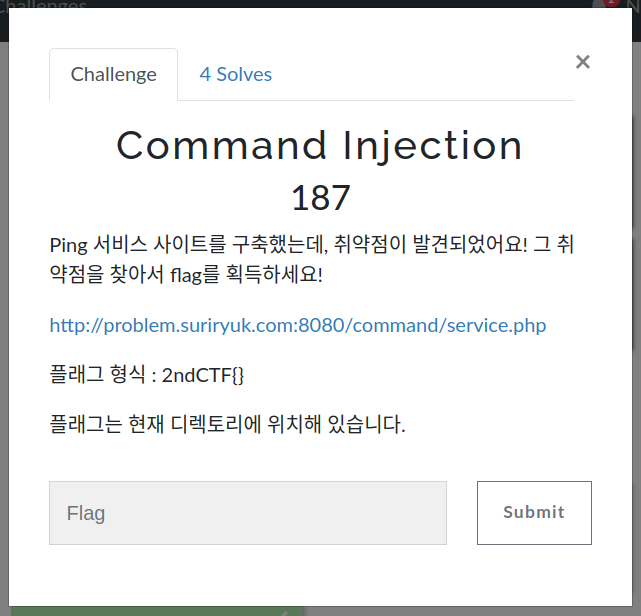 Challenges
2
Challenge
4 Solves
×
Command Injection
187
Ping 서비스 사이트를 구축했는데, 취약점이 발견되었어요! 그 취
약점을 찾아서 flag를 획득하세요!
http://problem.suriryuk.com:8080/command/service.php
플래그 형식 : 2ndCTF{}
플래그는 현재 디렉토리에 위치해 있습니다.
Flag
Submit